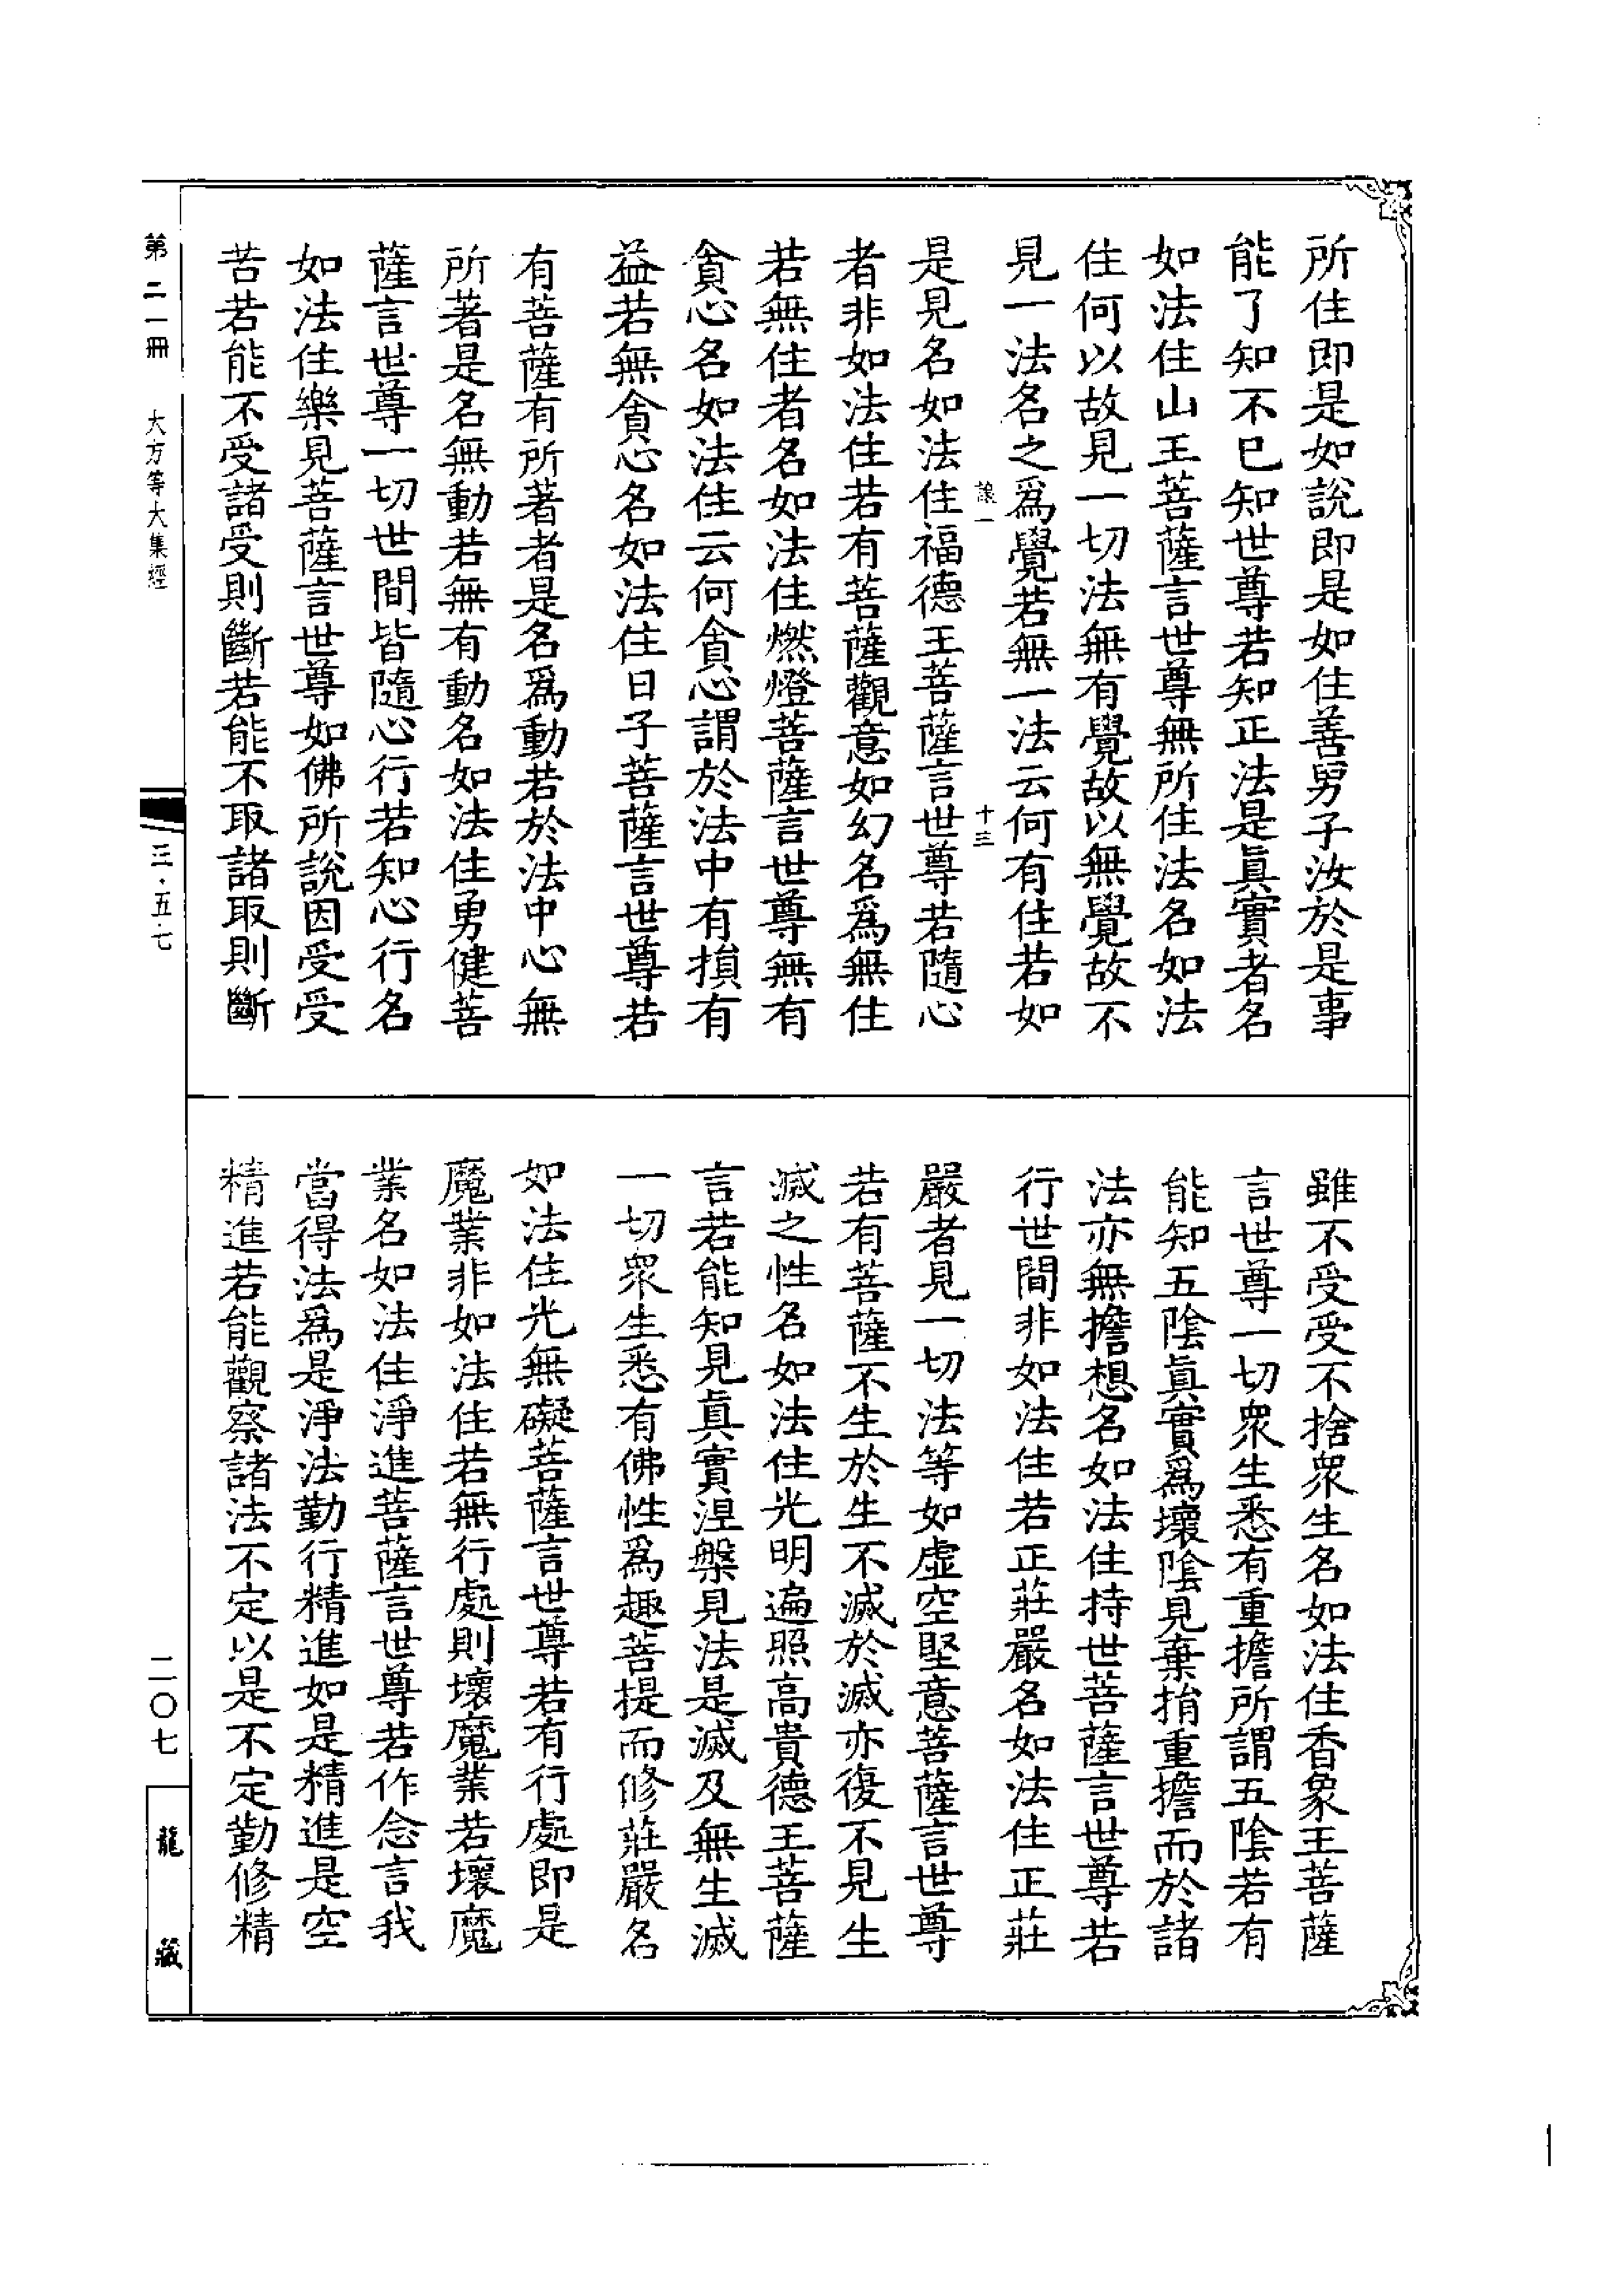 所住即是如說即是如住善男子汝於是事
能了知不已知世尊若知正法是眞實者名
如法住山王菩薩言世尊無所住法名如法
住何以故見一切法無有覺故以無覺故不
見一法名之爲覺若無一法云何有住若如
讓一　十三
是見名如法住福德王菩薩言世尊若隨心
者非如法住若有菩薩觀意如幻名爲無住
若無住者名如法住燃燈菩薩言世尊無有
貪心名如法住云何貪心謂於法中有損有
益若無貪心名如法住日子菩薩言世尊若
有菩薩有所著者是名爲動若於法中心無
所著是名無動若無有動名如法住勇健菩
薩言世尊一切世間皆隨心行若知心行名
如法住樂見菩薩言世尊如佛所說因受受
苦若能不受諸受則斷若能不取諸取則斷
雖不受受不捨衆生名如法住香象王菩薩
言世尊一切衆生悉有重擔所謂五陰若有
能知五陰眞實爲壞陰見棄捐重擔而於諸
法亦無擔想名如法住持世菩薩言世尊若
行世間非如法住若正莊嚴名如法住正莊
嚴者見一切法等如虛空堅意菩薩言世尊
若有菩薩不生於生不滅於滅亦復不見生
滅之性名如法住光明遍照高貴德王菩薩
言若能知見眞實涅槃見法是滅及無生滅
一切衆生悉有佛性爲趣菩提而修莊嚴名
如法住光無礙菩薩言世尊若有行處即是
魔業非如法住若無行處則壞魔業若壞魔
業名如法住淨進菩薩言世尊若作念言我
當得法爲是淨法勤行精進如是精進是空
精進若能觀察諸法不定以是不定勤修精
第二一冊　大方等大集經
三·五·七
二〇七
龍藏